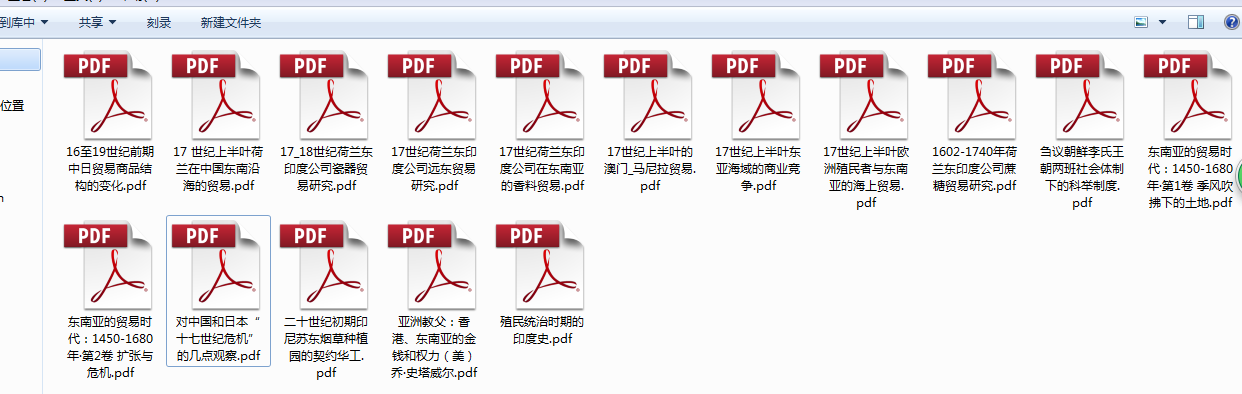 到库中
共享
刻录
新建文件夹
位置
PDF
PDF
PDF
PDF
PDF
PDF
PDF
PDF
PDF
PDF
PDF
16至19世纪前期
中日贸易商品结
构的变化.pdf
17 世纪上半叶荷
兰在中国东南沿
海的贸易.pdf
17_18世纪荷兰东
印度公司瓷器贸
易研究.pdf
17世纪荷兰东印
度公司远东贸易
研究.pdf
17世纪荷兰东印
度公司在东南亚
的香料贸易.pdf
17世纪上半叶的
澳门_马尼拉贸易.
pdf
17世纪上半叶东
亚海域的商业竞
争.pdf
17世纪上半叶欧
洲殖民者与东南
亚的海上贸易.
pdf
1602-1740年荷
兰东印度公司蔗
糖贸易研究.pdf
刍议朝鲜李氏王
朝两班社会体制
下的科举制度.
pdf
东南亚的贸易时
代：1450-1680
年·第1卷 季风吹
拂下的土地.pdf
PDF
PDF
PDF
PDF
PDF
东南亚的贸易时
代：1450-1680
年·第2卷 扩张与
危机.pdf
对中国和日本“
十七世纪危机”
的几点观察.pdf
二十世纪初期印
尼苏东烟草种植
园的契约华工.
pdf
亚洲教父：香
港、东南亚的金
钱和权力（美）
乔·史塔威尔.pdf
殖民统治时期的
印度史.pdf